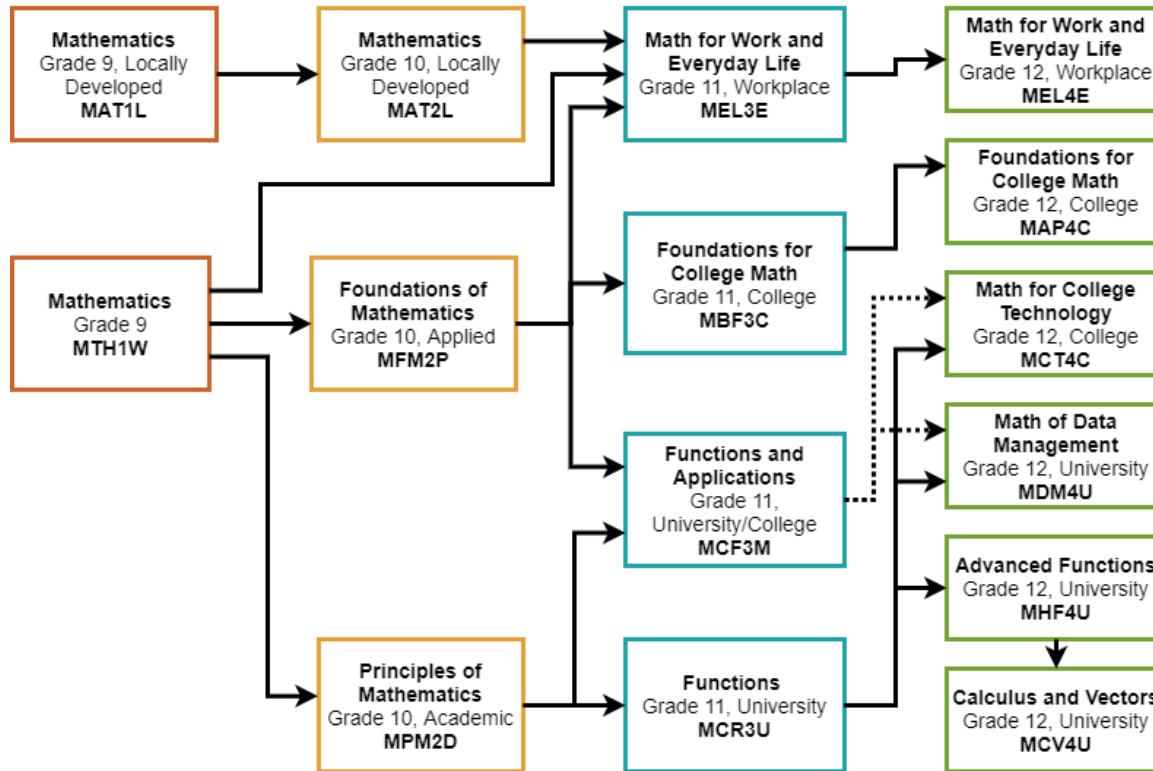 Mathematics
Grade 9, Locally
Developed
MAT1L
Mathematics
Grade 10, Locally
Developed
MAT2L
Math for Work and
Everyday Life
Grade 11, Workplace
MEL3E
Math for Work and
Everyday Life
Grade 12, Workplace
MEL4E
Foundations for
College Math
Grade 12, College
MAP4C
Mathematics
Grade 9
MTH1W
Foundations of
Mathematics
Grade 10, Applied
MFM2P
Foundations for
College Math
Grade 11, College
MBF3C
Math for College
Technology
Grade 12, College
MCT4C
Functions and
Applications
Grade 11,
University/College
MCF3M
Math of Data
Management
Grade 12, University
MDM4U
Advanced Functions
Grade 12, University
MHF4U
Principles of
Mathematics
Grade 10, Academic
MPM2D
Functions
Grade 11, University
MCR3U
Calculus and Vectors
Grade 12, University
MCV4U